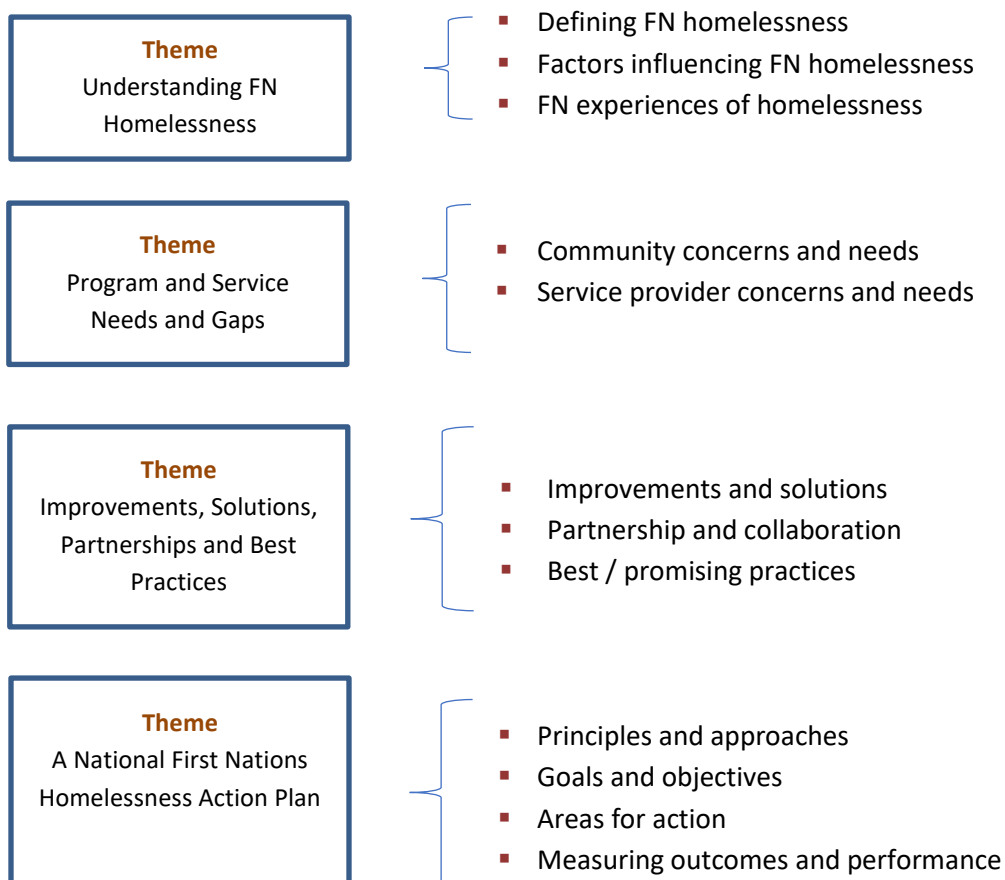 Theme
Understanding FN
Homelessness
▪ Defining FN homelessness
▪ Factors influencing FN homelessness
▪ FN experiences of homelessness
Theme
Program and Service
Needs and Gaps
▪ Community concerns and needs
▪ Service provider concerns and needs
Theme
Improvements, Solutions,
Partnerships and Best
Practices
▪ Improvements and solutions
▪ Partnership and collaboration
▪ Best / promising practices
Theme
A National First Nations
Homelessness Action Plan
▪ Principles and approaches
▪ Goals and objectives
▪ Areas for action
▪ Measuring outcomes and performance